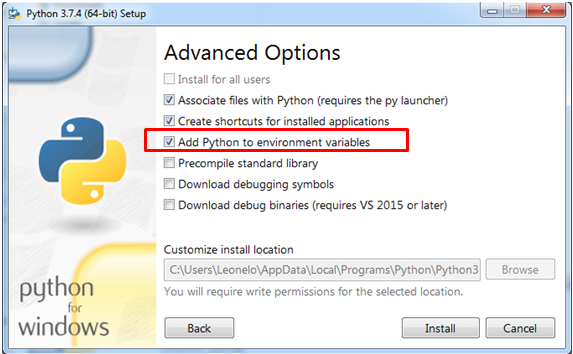 Python 3.7.4 (64-bit) Setup
Advanced Options
Install for all users
Associate files with Python (requires the py launcher)
Create shortcuts for installed applications
Add Python to environment variables
Precompile standard library
Download debugging symbols
Download debug binaries (requires VS 2015 or later)
Customize install location
C:\Users\Leonelo\AppData\Local\Programs\Python\Python3
Browse
You will require write permissions for the selected location.
python
for
windows
Back
Install
Cancel